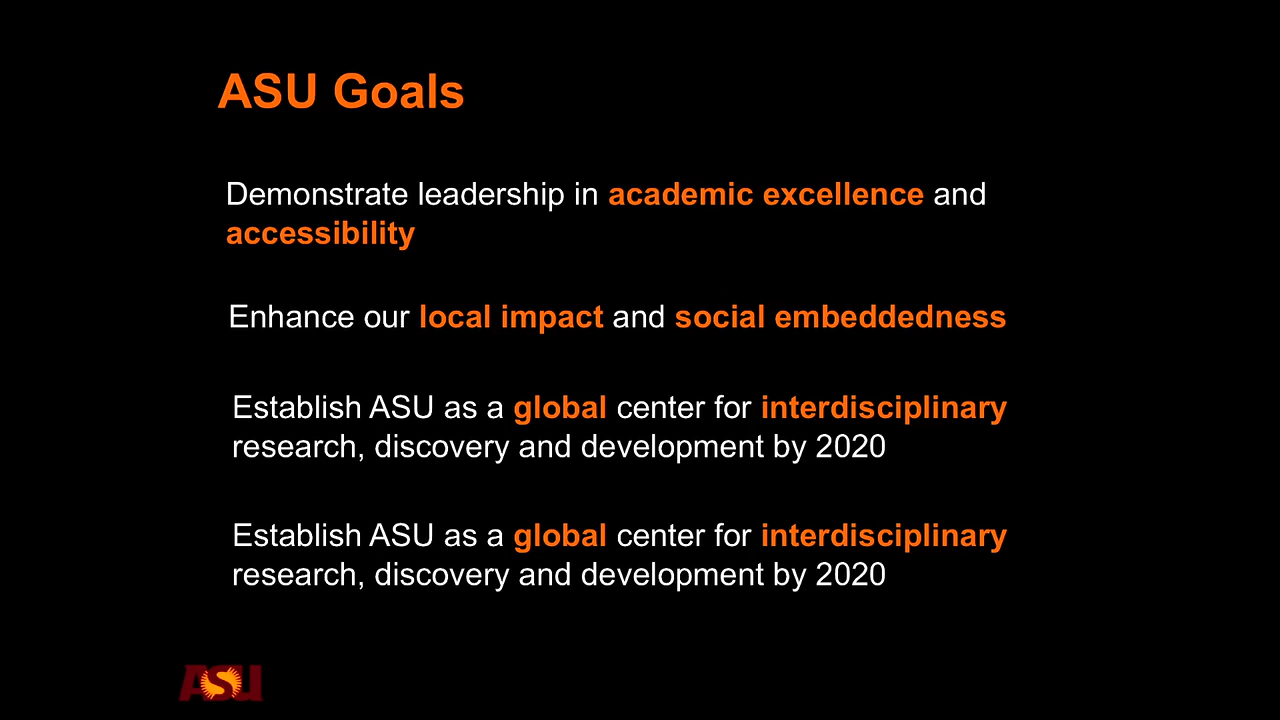 ASU Goals
Demonstrate leadership in academic excellence and
accessibility
Enhance our local impact and social embeddedness
Establish ASU as a global center for interdisciplinary
research, discovery and development by 2020
Establish ASU as a global center for interdisciplinary
research, discovery and development by 2020
ASU